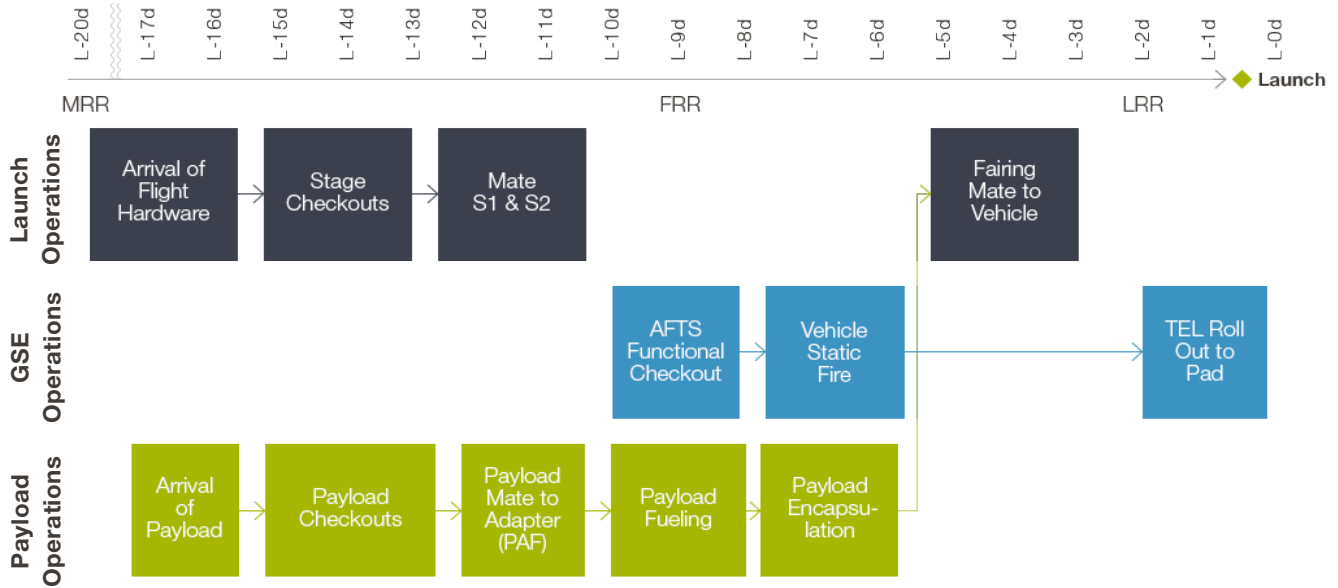 L-20d
L-17d
L-16d
L-15d
L-14d
L-13d
L-12d
L-11d
L-10d
L-9d
L-8d
L-7d
L-6d
L-5d
L-4d
L-3d
L-2d
L-1d
L-0d
Launch
MRR
FRR
LRR
Launch
Operations
Arrival of
Flight
Hardware
Stage
Checkouts
Mate
S1 & S2
Fairing
Mate to
Vehicle
GSE
Operations
AFTS
Functional
Checkout
Vehicle
Static
Fire
TEL Roll
Out to
Pad
Payload
Operations
Arrival
of
Payload
Payload
Checkouts
Payload
Mate to
Adapter
(PAF)
Payload
Fueling
Payload
Encapsu-
lation